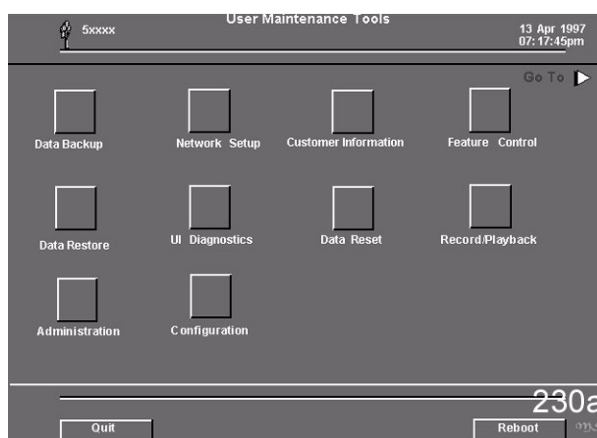 User Maintenance Tools
5xxxx
13 Apr 1997
07:17:45pm
Go To
Data Backup
Network Setup
Customer Information
Feature Control
Data Restore
UI Diagnostics
Data Reset
Record/Playback
Administration
Configuration
230a
Quit
Reboot